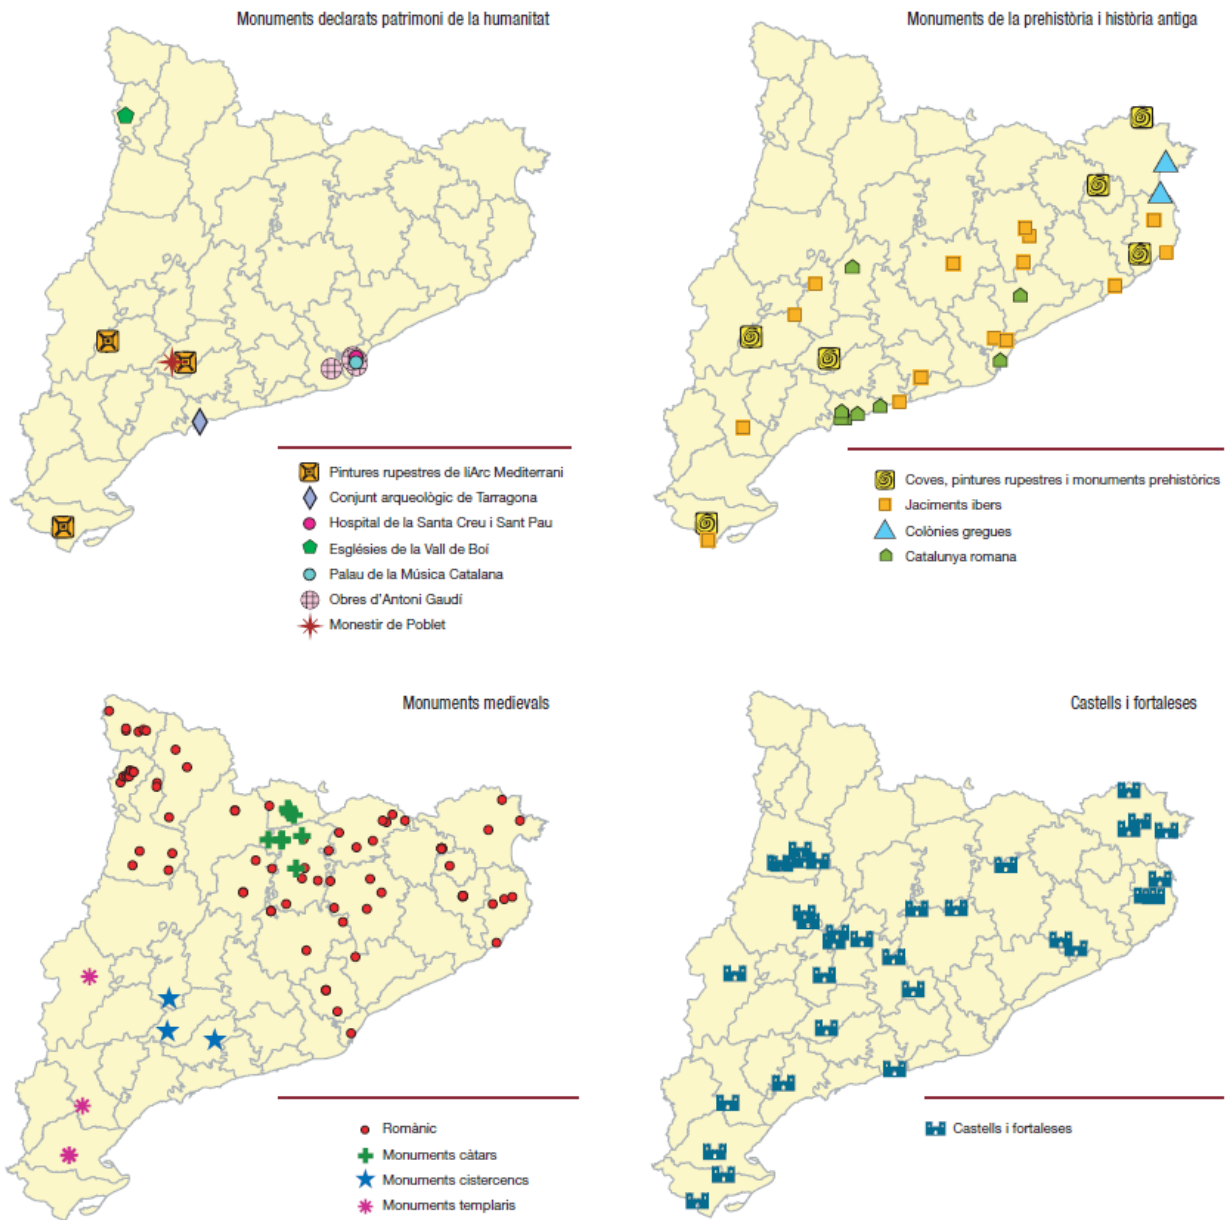 Monuments declarats patrimoni de la humanitat
Pintures rupestres de líArc Mediterrani
Conjunt arqueològic de Tarragona
Hospital de la Santa Creu i Sant Pau
Esglésies de la Vall de Boí
Palau de la Música Catalana
Obres d'Antoni Gaudí
Monestir de Poblet
Monuments de la prehistòria i història antiga
Coves, pintures rupestres i monuments prehistòrics
Jaciments ibers
Colònies gregues
Catalunya romana
Monuments medievals
Romànic
Monuments càtars
Monuments cistercencs
Monuments templaris
Castells i fortaleses
Castells i fortaleses